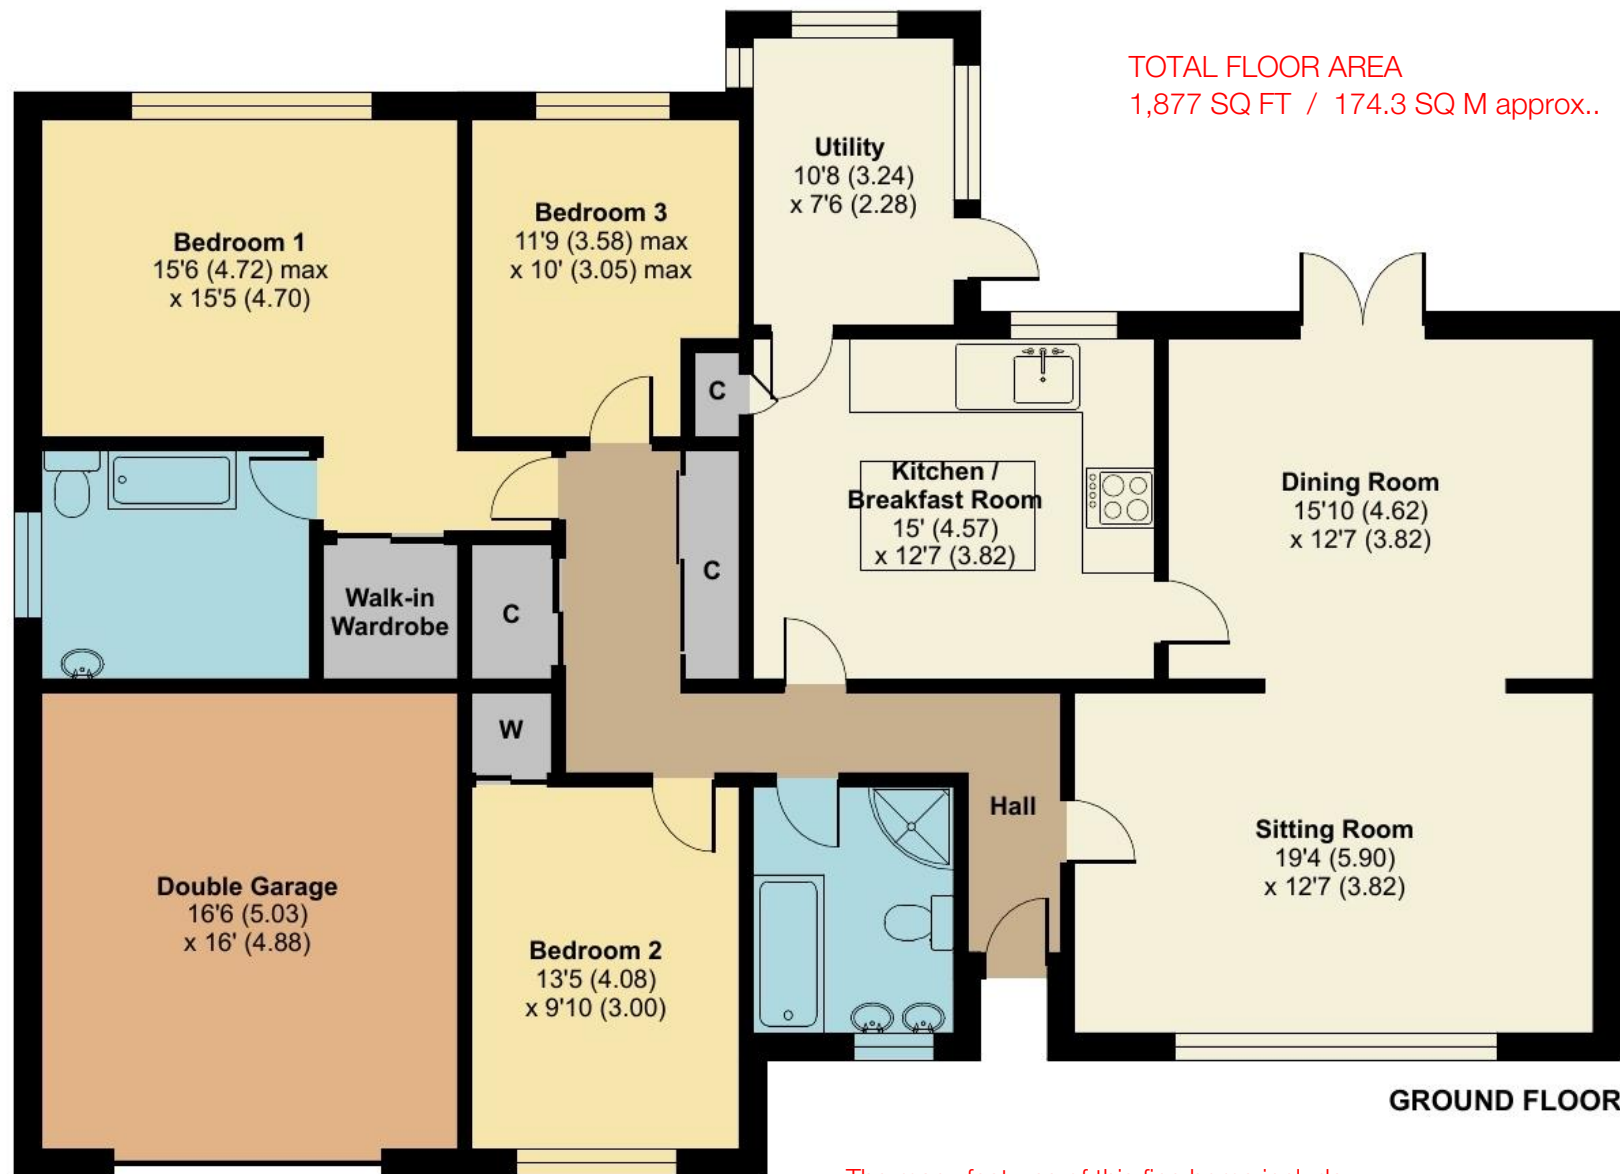 TOTAL FLOOR AREA
1,877 SQ FT / 174.3 SQ M approx..
Utility
10'8 (3.24)
x 7'6 (2.28)
Bedroom 1
15'6 (4.72) max
x 15'5 (4.70)
Bedroom 3
11'9 (3.58) max
x 10' (3.05) max
C
Kitchen /
Breakfast Room
15' (4.57)
x 12'7 (3.82)
Dining Room
15'10 (4.62)
x 12'7 (3.82)
Walk-in
Wardrobe
C
C
W
Hall
Sitting Room
19'4 (5.90)
x 12'7 (3.82)
Double Garage
16'6 (5.03)
x 16' (4.88)
Bedroom 2
13'5 (4.08)
x 9'10 (3.00)
GROUND FLOOR